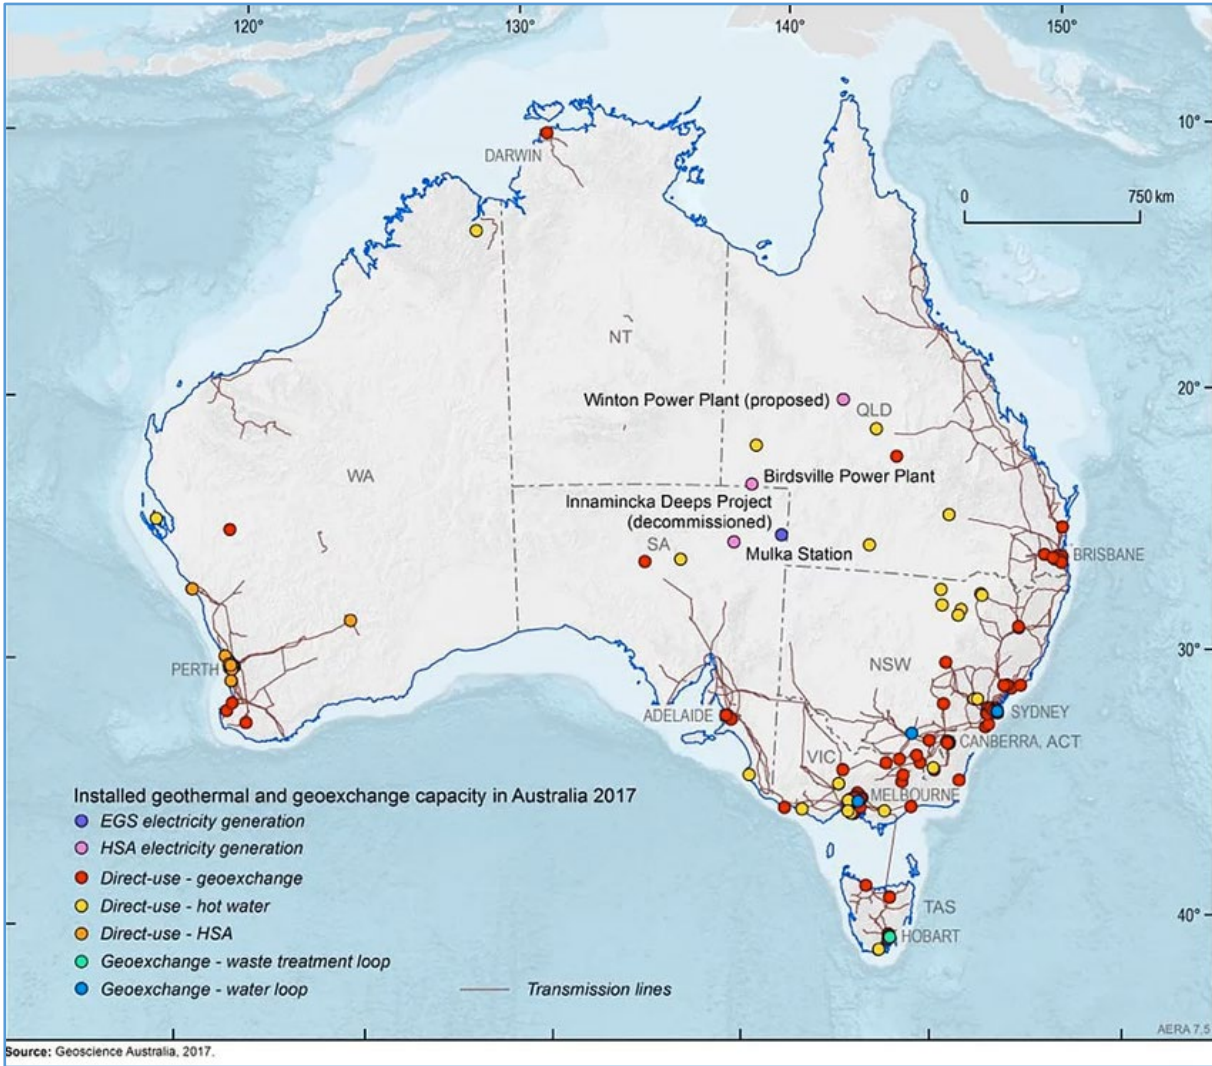 120°
130°
140°
150°
10°
DARWIN
0
750 km
NT
Winton Power Plant (proposed)
20°
QLD
WA
Birdsville Power Plant
Innamincka Deeps Project
(decommissioned)
SA
Mulka Station
BRISBANE
30°
PERTH
NSW
ADELAIDE
SYDNEY
CANBERRA, ACT
VIC
MELBOURNE
Installed geothermal and geoexchange capacity in Australia 2017
EGS electricity generation
HSA electricity generation
Direct-use - geoexchange
Direct-use - hot water
Direct-use - HSA
Geoexchange - waste treatment loop
Geoexchange - water loop
Transmission lines
TAS
40°
HOBART
AERA 7.5
Source: Geoscience Australia, 2017.